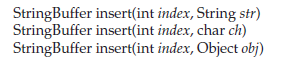 StringBuffer insert(int index, String str)
StringBuffer insert(int index, char ch)
StringBuffer insert(int index, Object obj)